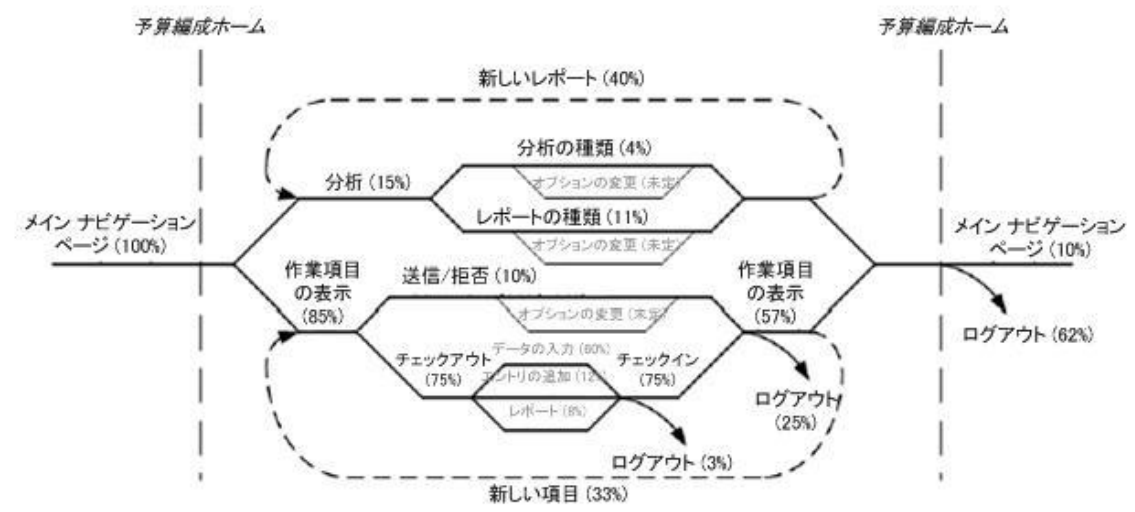 予算編成ホーム
予算編成ホーム
新しいレポート (40%)
分析の種類 (4%)
分析 (15%)
オプションの変更 (未定)
レポートの種類 (11%)
オプションの変更 (未定)
メイン ナビゲーション
ページ (100%)
メイン ナビゲーション
ページ (10%)
作業項目
の表示
(85%)
送信/拒否 (10%)
オプションの変更 (未定)
作業項目
の表示
(57%)
ログアウト (62%)
データの入力 (60%)
チェックアウト
(75%)
エントリの追加 (12%)
チェックイン
(75%)
レポート (8%)
ログアウト
(25%)
ログアウト (3%)
新しい項目 (33%)